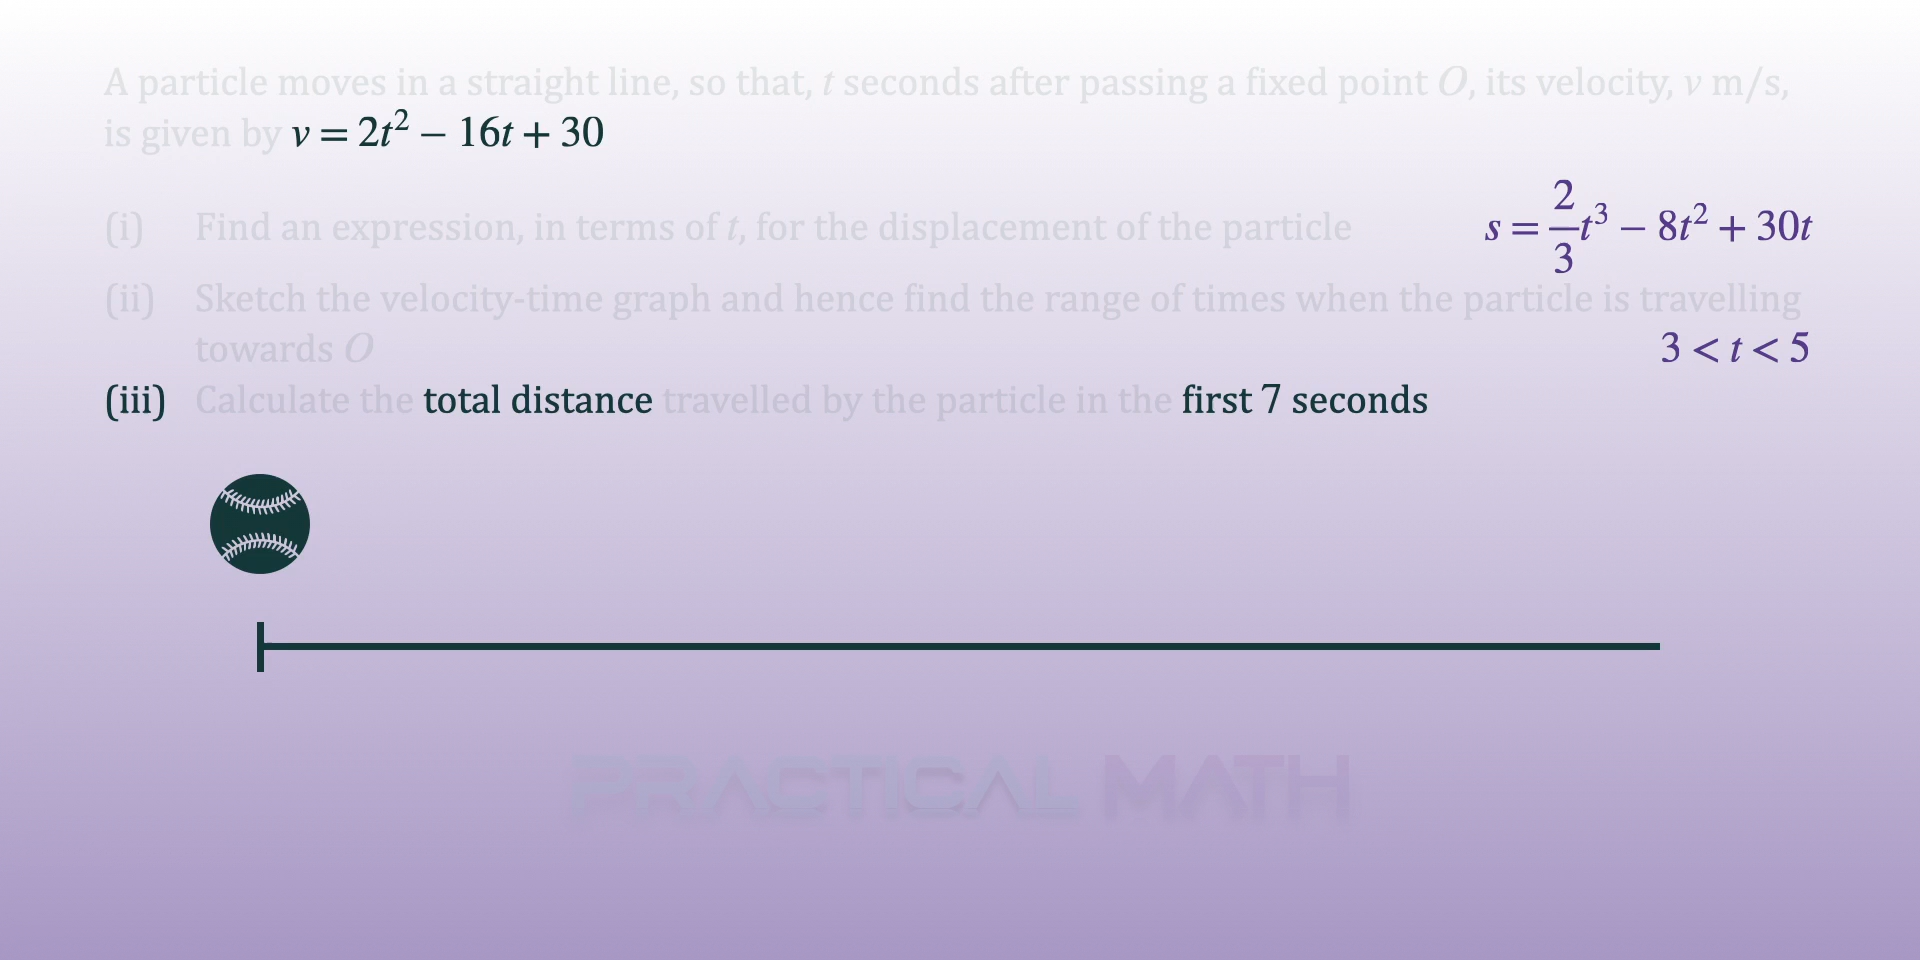 A particle moves in a straight line, so that, t seconds after passing a fixed point O, its velocity, v m/s,
is given by v = 2t² − 16t + 30
(i) Find an expression, in terms of t, for the displacement of the particle s = 2/3 t³ − 8t² + 30t
(ii) Sketch the velocity-time graph and hence find the range of times when the particle is travelling
towards O 3 < t < 5
(iii) Calculate the total distance travelled by the particle in the first 7 seconds
PRACTICAL MATH